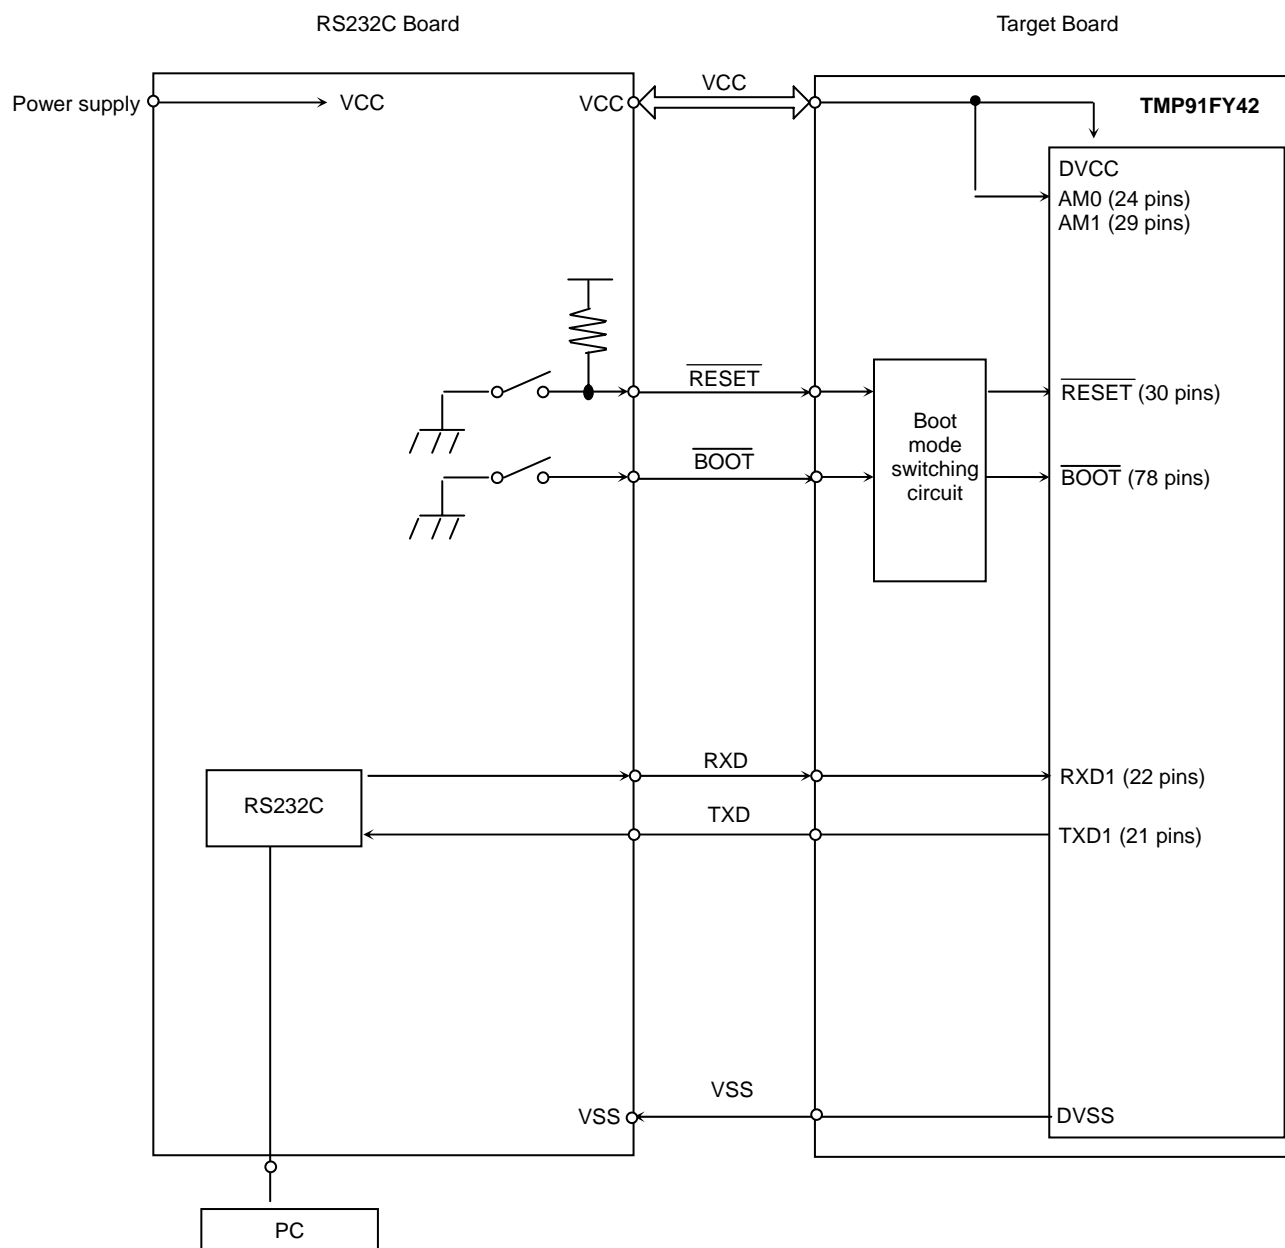 RS232C Board
Target Board
Power supply
VCC
VCC
VCC
TMP91FY42
DVCC
AM0 (24 pins)
AM1 (29 pins)
RESET
RESET (30 pins)
Boot
mode
switching
circuit
BOOT
BOOT (78 pins)
RXD
RXD1 (22 pins)
RS232C
TXD
TXD1 (21 pins)
VSS
VSS
DVSS
PC